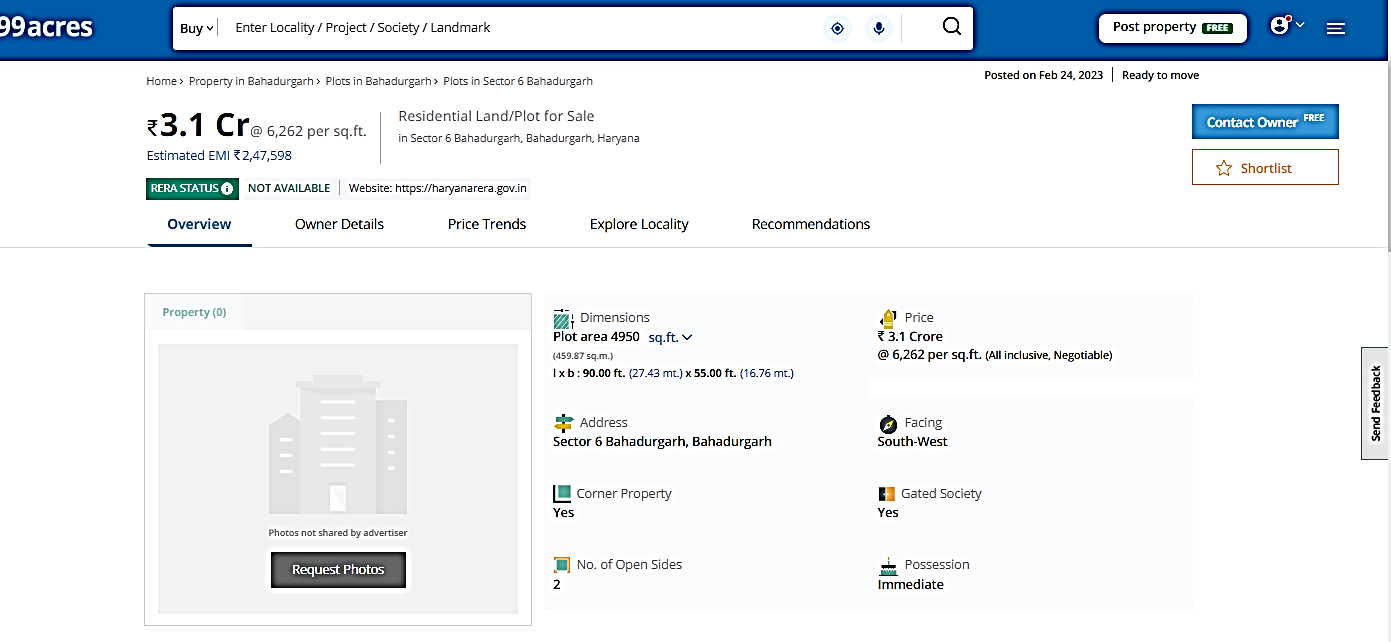 99acres
Buy
Enter Locality / Project / Society / Landmark
Post property FREE
Home › Property in Bahadurgarh › Plots in Bahadurgarh › Plots in Sector 6 Bahadurgarh
Posted on Feb 24, 2023 | Ready to move
₹3.1 Cr @ 6,262 per sq.ft.
Estimated EMI ₹2,47,598
Residential Land/Plot for Sale
in Sector 6 Bahadurgarh, Bahadurgarh, Haryana
Contact Owner FREE
Shortlist
RERA STATUS i NOT AVAILABLE | Website: https://haryanarera.gov.in
Overview
Owner Details
Price Trends
Explore Locality
Recommendations
Property (0)
Photos not shared by advertiser
Request Photos
Dimensions
Plot area 4950 sq.ft.
(459.87 sq.m.)
l x b : 90.00 ft. (27.43 mt.) x 55.00 ft. (16.76 mt.)
Price
₹ 3.1 Crore
@ 6,262 per sq.ft. (All inclusive, Negotiable)
Address
Sector 6 Bahadurgarh, Bahadurgarh
Facing
South-West
Corner Property
Yes
Gated Society
Yes
No. of Open Sides
2
Possession
Immediate
Send Feedback